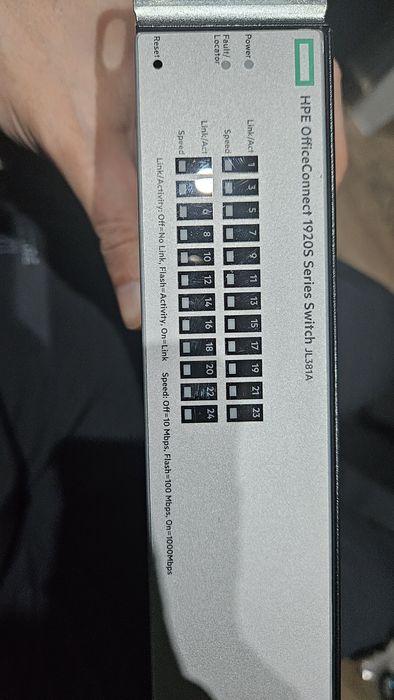 HPE OfficeConnect 1920S Series Switch JL381A
Power
Fault/
Locator
Reset
Link/Act 1 3 5 7 9 11 13 15 17 19 21 23
Speed
Link/Act 6 8 10 12 14 16 18 20 22 24
Speed
Link/Activity: Off=No Link, Flash=Activity, On=Link Speed: Off=10 Mbps, Flash=100 Mbps, On=1000Mbps